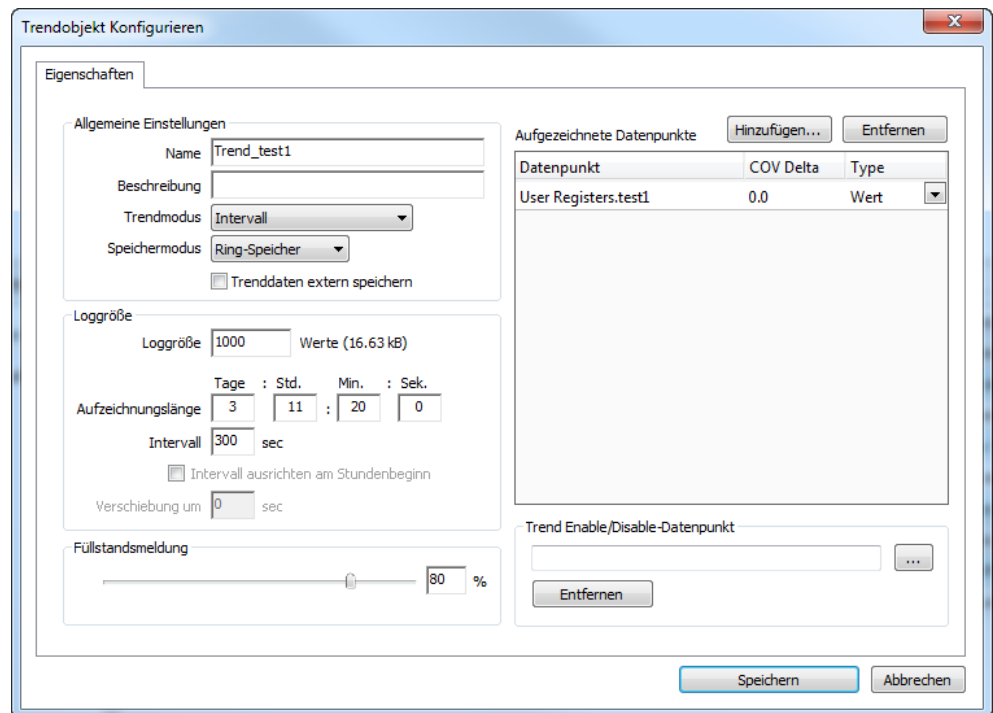 Trendobjekt Konfigurieren
Eigenschaften
Allgemeine Einstellungen
Name Trend_test1
Beschreibung
Trendmodus Intervall
Speichermodus Ring-Speicher
Trenddaten extern speichern
Loggröße
Loggröße 1000 Werte (16.63 kB)
Tage : Std. Min. : Sek.
Aufzeichnungslänge 3 11 : 20 0
Intervall 300 sec
Intervall ausrichten am Stundenbeginn
Verschiebung um 0 sec
Füllstandsmeldung
80 %
Aufgezeichnete Datenpunkte Hinzufügen... Entfernen
Datenpunkt COV Delta Type
User Registers.test1 0.0 Wert
Trend Enable/Disable-Datenpunkt
...
Entfernen
Speichern Abbrechen